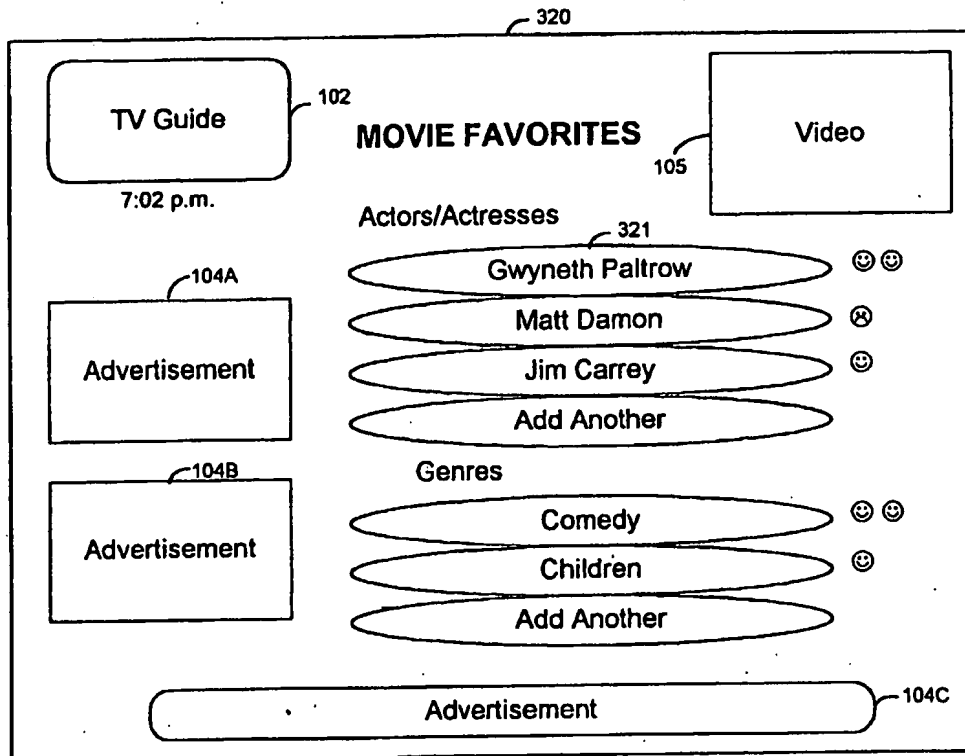 320
TV Guide
102
MOVIE FAVORITES
Video
105
7:02 p.m.
Actors/Actresses
321
Gwyneth Paltrow
104A
Matt Damon
Advertisement
Jim Carrey
Add Another
104B
Genres
Comedy
Advertisement
Children
Add Another
Advertisement
104C